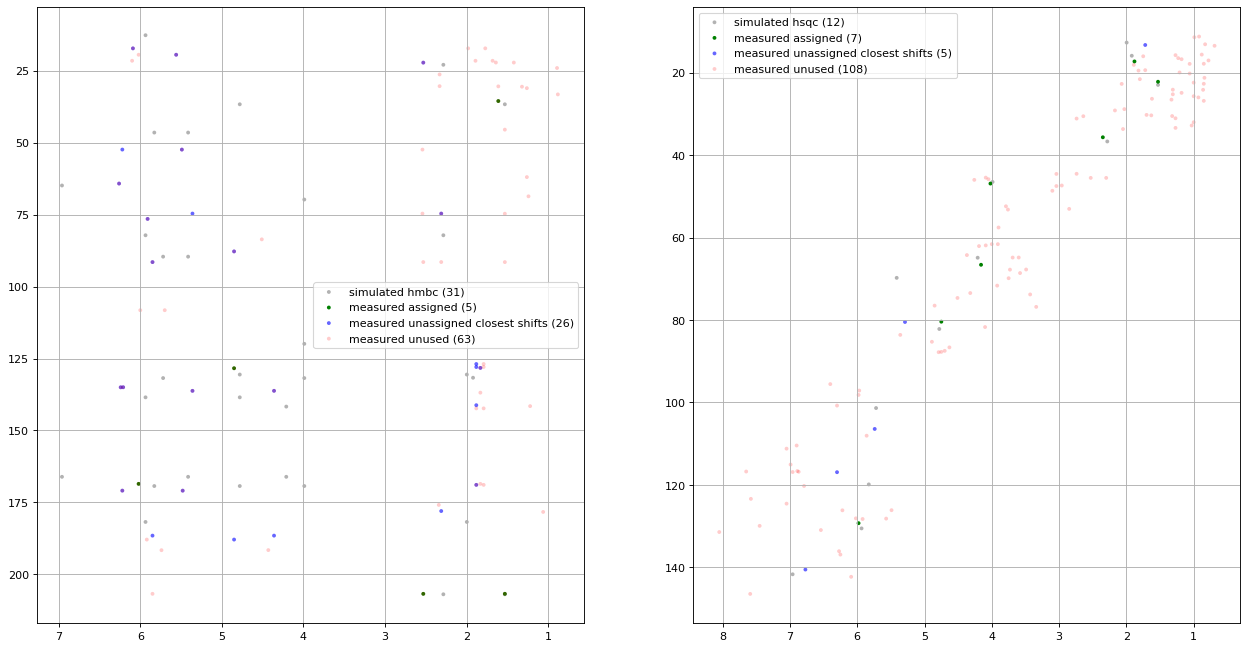 simulated hmbc (31)
measured assigned (5)
measured unassigned closest shifts (26)
measured unused (63)
25
50
75
100
125
150
175
200
7 6 5 4 3 2 1
simulated hsqc (12)
measured assigned (7)
measured unassigned closest shifts (5)
measured unused (108)
20
40
60
80
100
120
140
8 7 6 5 4 3 2 1